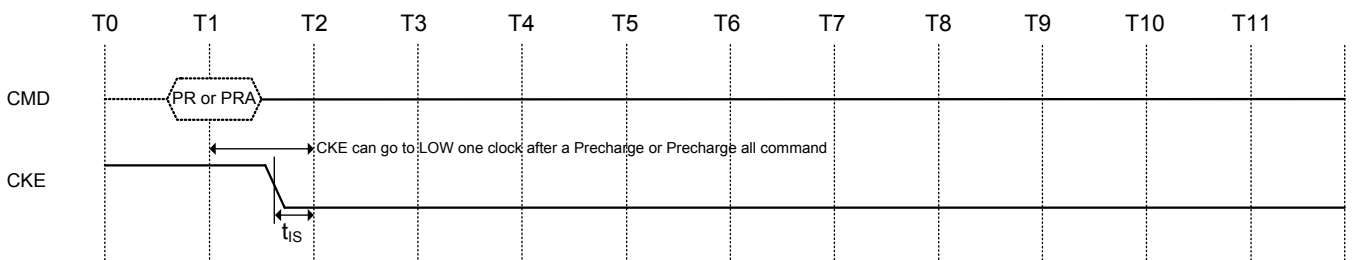 T0 T1 T2 T3 T4 T5 T6 T7 T8 T9 T10 T11
CMD
PR or PRA
CKE can go to LOW one clock after a Precharge or Precharge all command
CKE
tIS